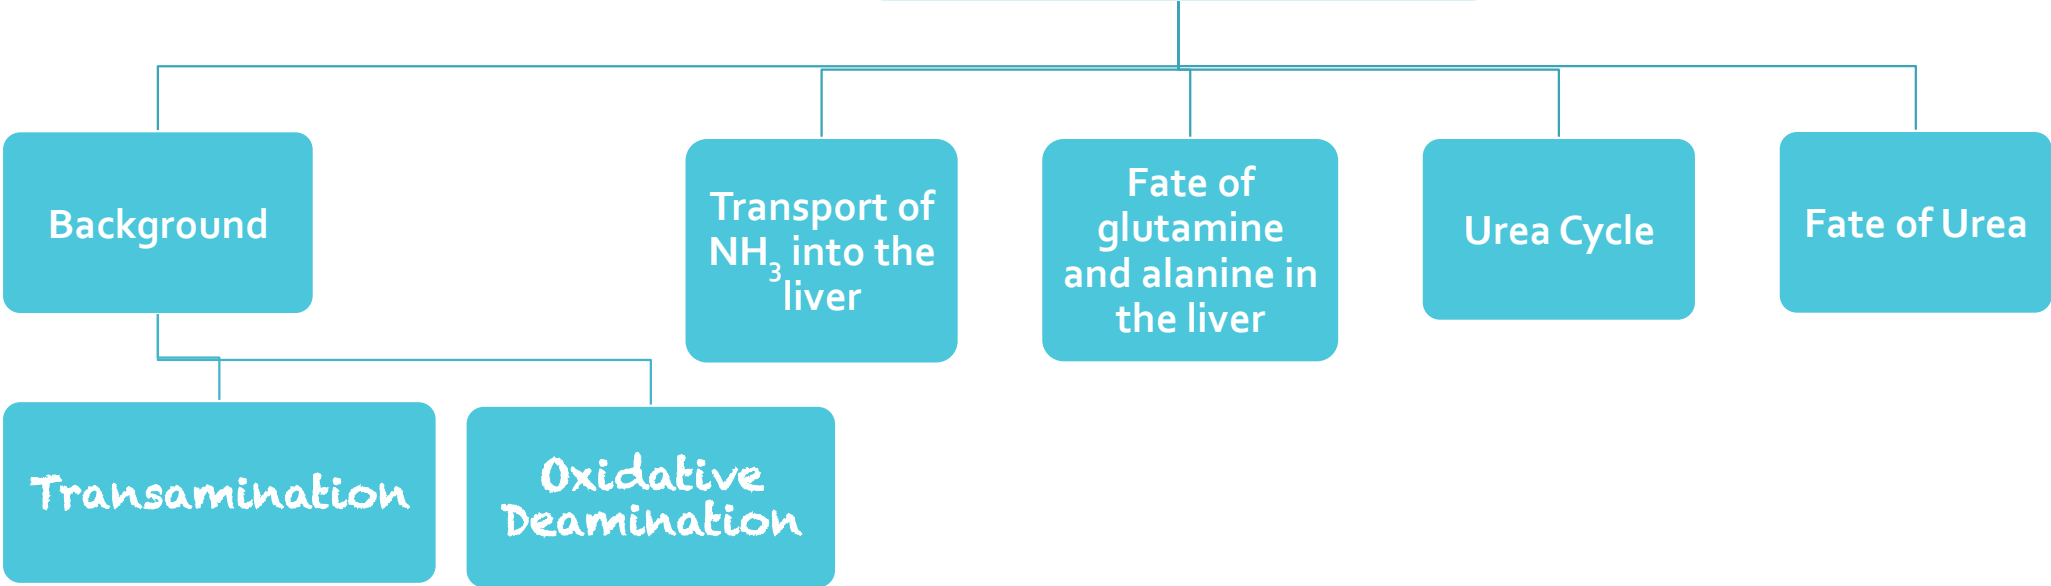 Background
Transport of
NH₃ into the
liver
Fate of
glutamine
and alanine in
the liver
Urea Cycle
Fate of Urea
Transamination
Oxidative
Deamination